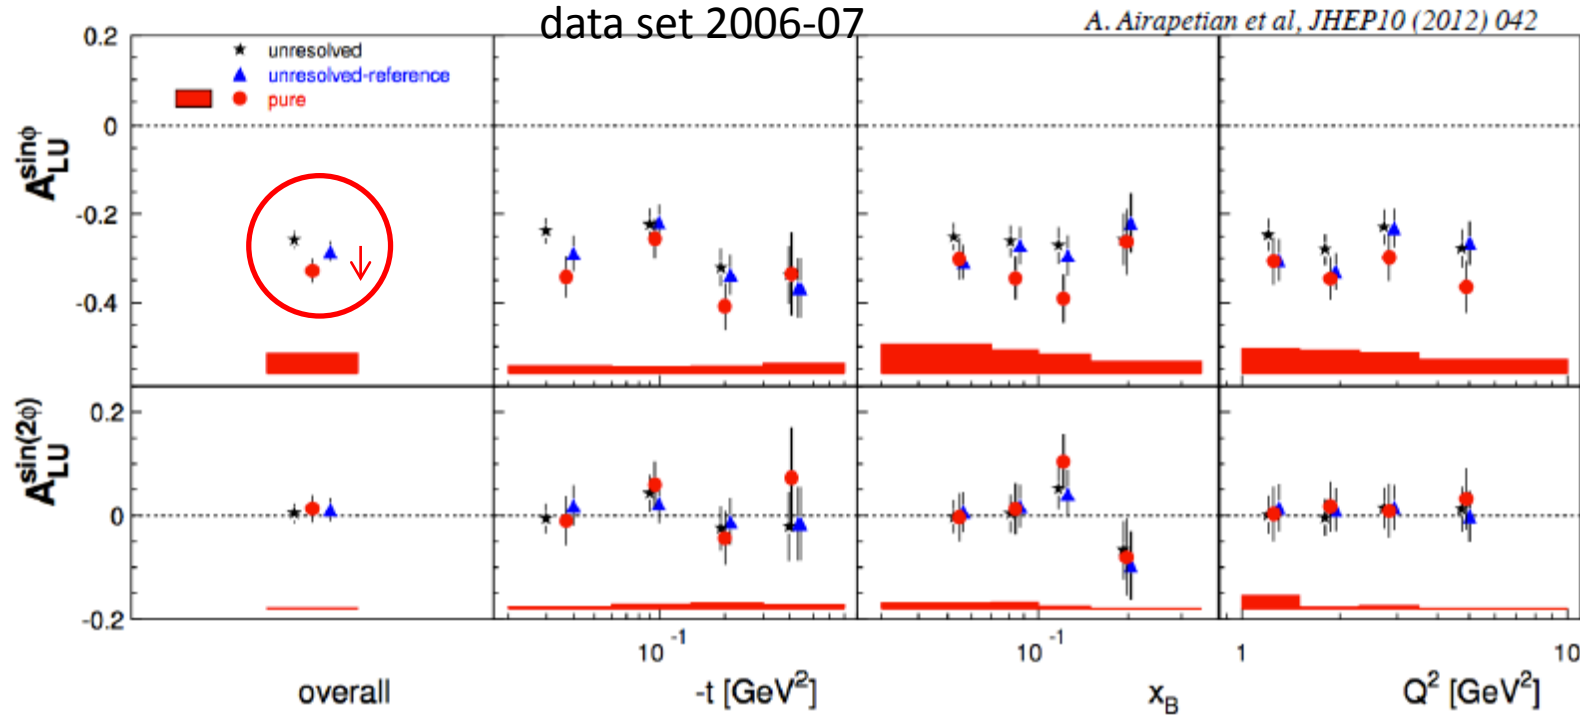 data set 2006-07
A. Airapetian et al, JHEP10 (2012) 042
unresolved
unresolved-reference
pure
A_LU^sinϕ
0.2
0
-0.2
-0.4
A_LU^sin(2ϕ)
0.2
0
-0.2
10^-1
10^-1
1
10
overall
-t [GeV²]
x_B
Q² [GeV²]